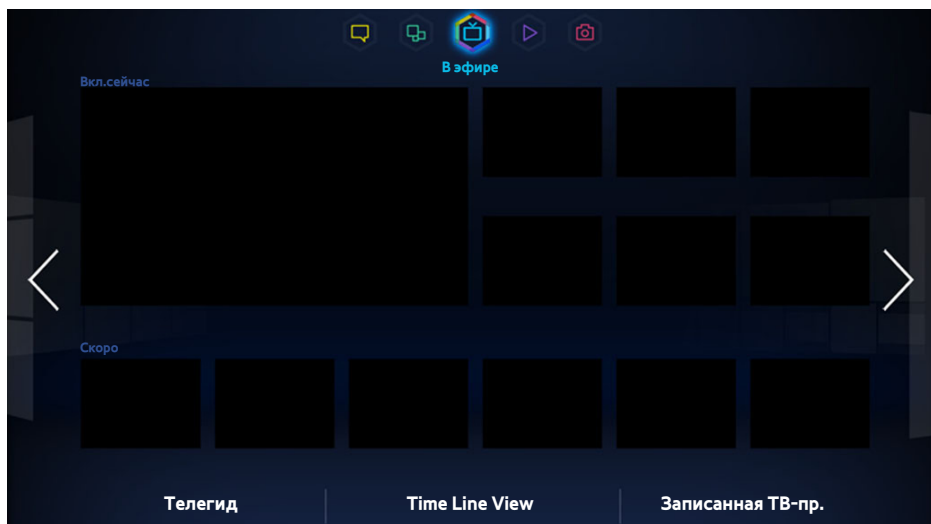 В эфире
Вкл.сейчас
Скоро
Телегид
Time Line View
Записанная ТВ-пр.